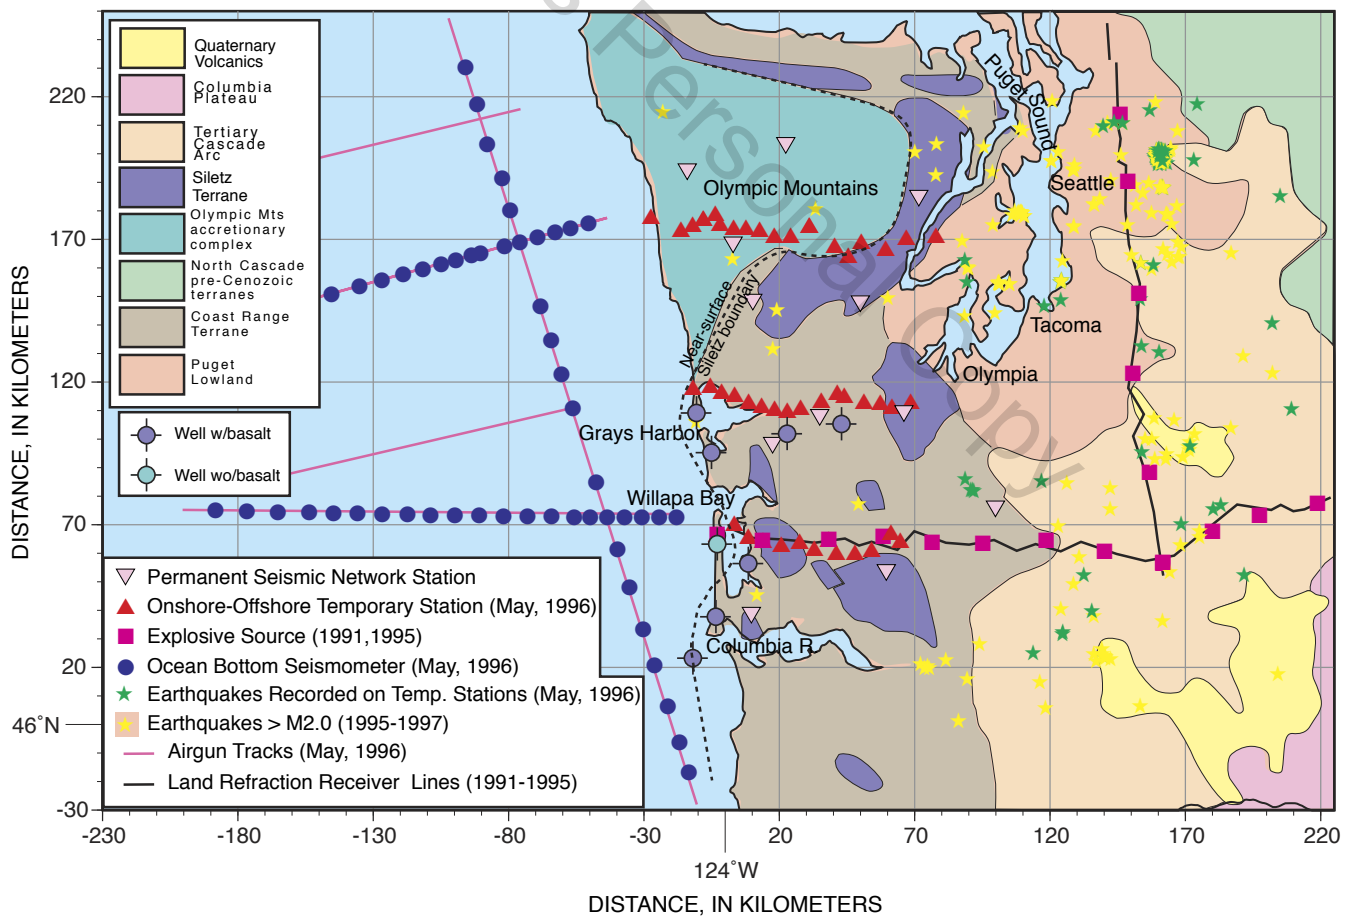 Quaternary
Volcanics
Columbia
Plateau
Tertiary
Cascade
Arc
Siletz
Terrane
Olympic Mts
accretionary
complex
North Cascade
pre-Cenozoic
terranes
Coast Range
Terrane
Puget
Lowland
Well w/basalt
Well wo/basalt
Permanent Seismic Network Station
Onshore-Offshore Temporary Station (May, 1996)
Explosive Source (1991,1995)
Ocean Bottom Seismometer (May, 1996)
Earthquakes Recorded on Temp. Stations (May, 1996)
Earthquakes > M2.0 (1995-1997)
Airgun Tracks (May, 1996)
Land Refraction Receiver Lines (1991-1995)
Puget Sound
Olympic Mountains
Seattle
Near-surface
Siletz boundary
Tacoma
Olympia
Grays Harbor
Willapa Bay
Columbia R.
Personal Copy
DISTANCE, IN KILOMETERS
220
170
120
70
20
46°N
-30
-230
-180
-130
-80
-30
20
70
120
170
220
124°W
DISTANCE, IN KILOMETERS